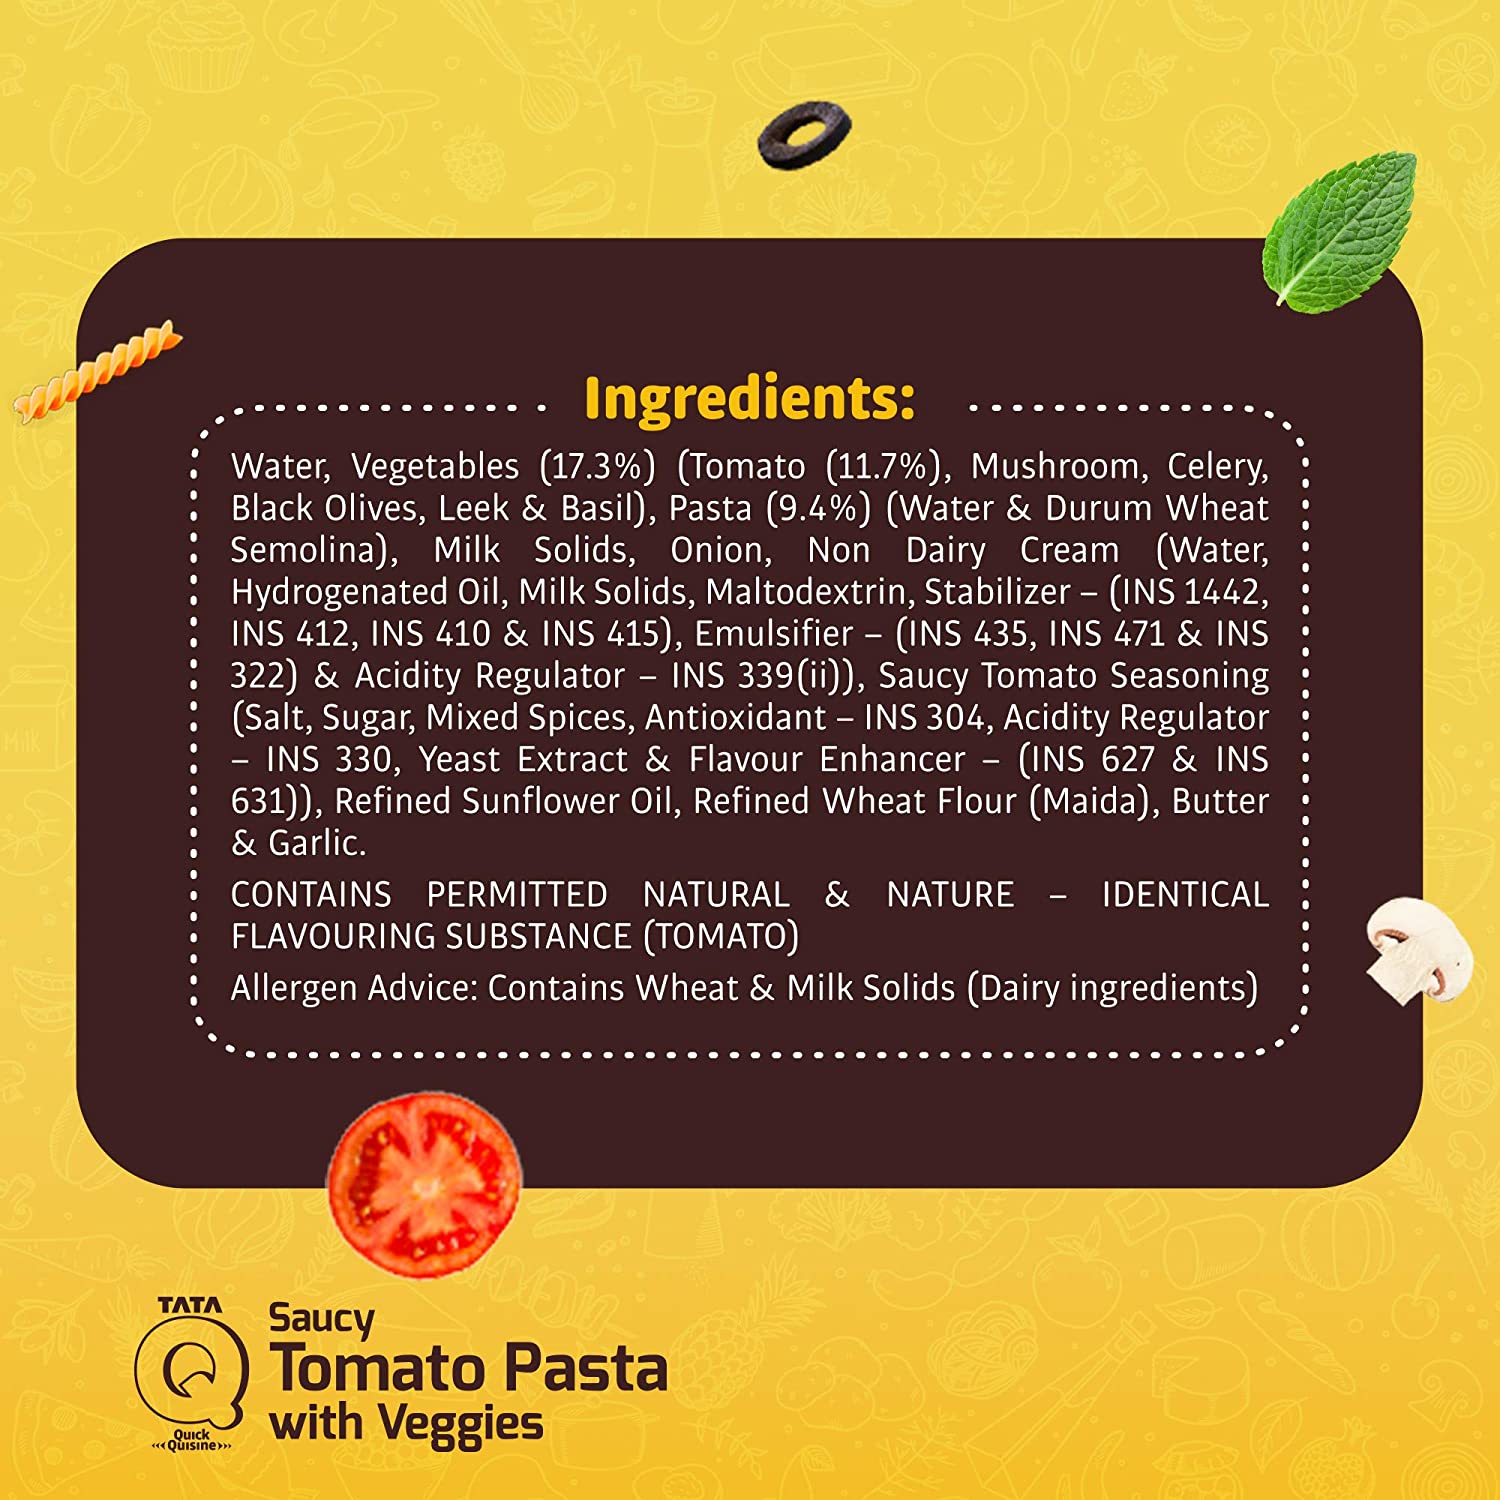 Ingredients:
Water, Vegetables (17.3%) (Tomato (11.7%), Mushroom, Celery,
Black Olives, Leek & Basil), Pasta (9.4%) (Water & Durum Wheat
Semolina), Milk Solids, Onion, Non Dairy Cream (Water,
Hydrogenated Oil, Milk Solids, Maltodextrin, Stabilizer – (INS 1442,
INS 412, INS 410 & INS 415), Emulsifier – (INS 435, INS 471 & INS
322) & Acidity Regulator – INS 339(ii)), Saucy Tomato Seasoning
(Salt, Sugar, Mixed Spices, Antioxidant – INS 304, Acidity Regulator
– INS 330, Yeast Extract & Flavour Enhancer – (INS 627 & INS
631)), Refined Sunflower Oil, Refined Wheat Flour (Maida), Butter
& Garlic.
CONTAINS PERMITTED NATURAL & NATURE – IDENTICAL
FLAVOURING SUBSTANCE (TOMATO)
Allergen Advice: Contains Wheat & Milk Solids (Dairy ingredients)
Milk
TATA
Q
Quick
Quisine
Saucy
Tomato Pasta
with Veggies